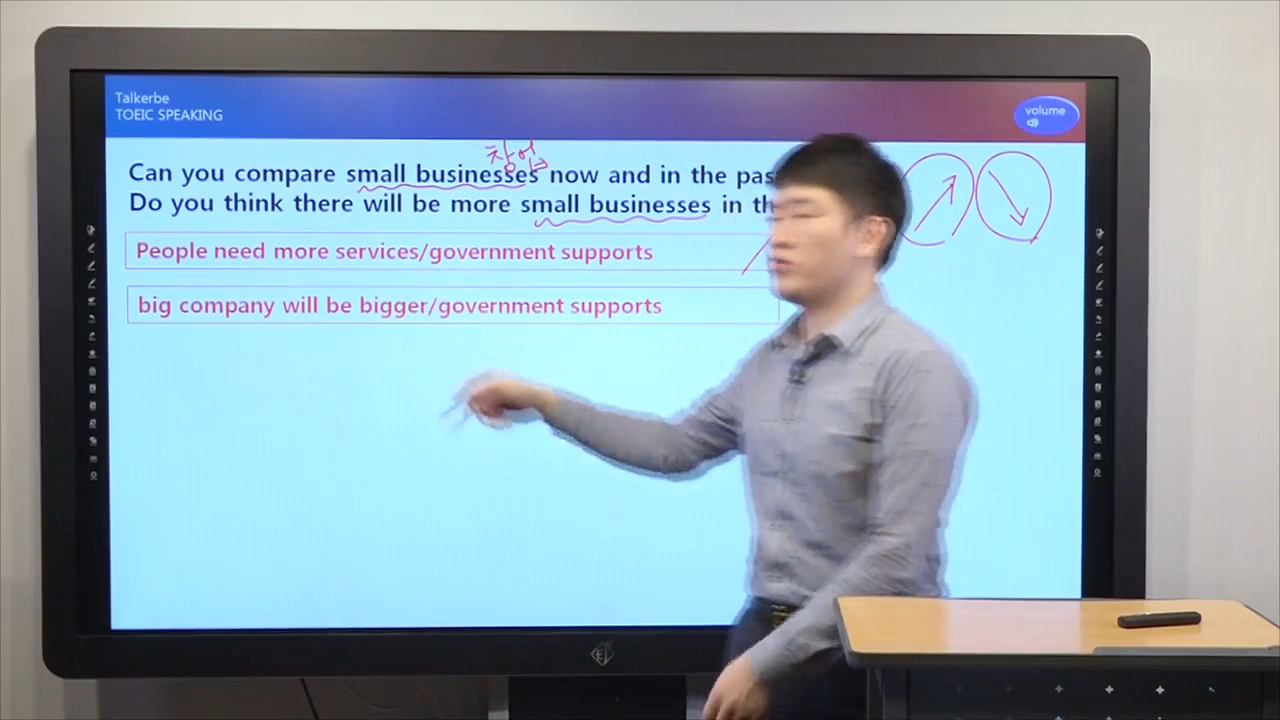 Talkerbe
TOEIC SPEAKING
volume
창업
Can you compare small businesses now and in the pas
Do you think there will be more small businesses in th
People need more services/government supports
big company will be bigger/government supports